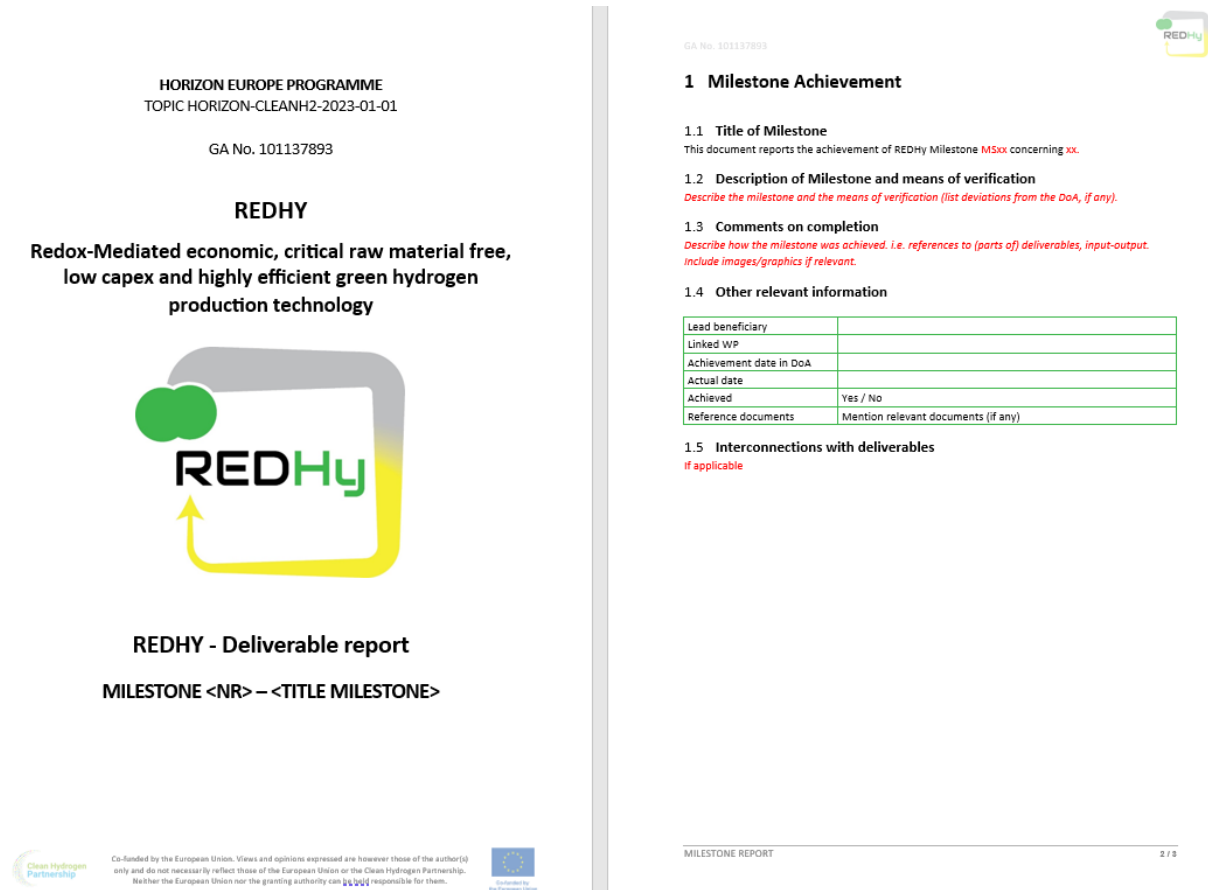 HORIZON EUROPE PROGRAMME
TOPIC HORIZON-CLEANH2-2023-01-01
GA No. 101137893
REDHY
Redox-Mediated economic, critical raw material free,
low capex and highly efficient green hydrogen
production technology
REDHy
REDHY - Deliverable report
MILESTONE <NR> – <TITLE MILESTONE>
Clean Hydrogen
Partnership
Co-funded by the European Union. Views and opinions expressed are however those of the author(s)
only and do not necessarily reflect those of the European Union or the Clean Hydrogen Partnership.
Neither the European Union nor the granting authority can be held responsible for them.
Co-funded by
the European Union
GA No. 101137893
REDHy
1 Milestone Achievement
1.1 Title of Milestone
This document reports the achievement of REDHy Milestone MSxx concerning xx.
1.2 Description of Milestone and means of verification
Describe the milestone and the means of verification (list deviations from the DoA, if any).
1.3 Comments on completion
Describe how the milestone was achieved. i.e. references to (parts of) deliverables, input-output.
Include images/graphics if relevant.
1.4 Other relevant information
Lead beneficiary
Linked WP
Achievement date in DoA
Actual date
Achieved Yes / No
Reference documents Mention relevant documents (if any)
1.5 Interconnections with deliverables
If applicable
MILESTONE REPORT 2 / 3